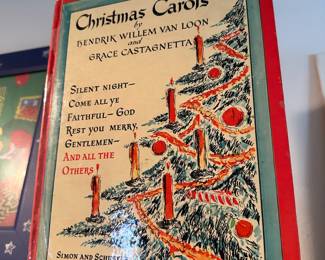 Christmas Carols
by
HENDRIK WILLEM VAN LOON
and
GRACE CASTAGNETTA
SILENT NIGHT—
COME ALL YE
FAITHFUL—GOD
REST YOU MERRY,
GENTLEMEN—
AND ALL THE
OTHERS
SIMON AND